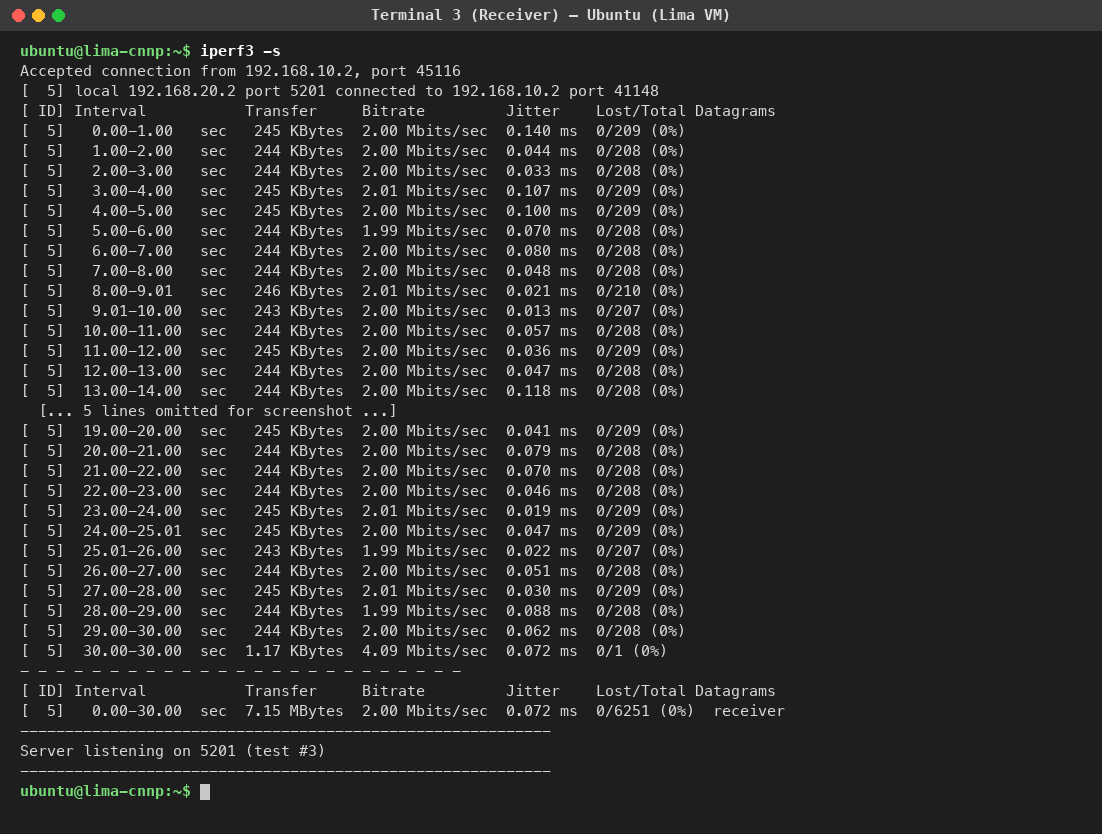 Terminal 3 (Receiver) — Ubuntu (Lima VM)
ubuntu@lima-cnnp:~$ iperf3 -s
Accepted connection from 192.168.10.2, port 45116
[  5] local 192.168.20.2 port 5201 connected to 192.168.10.2 port 41148
[ ID] Interval           Transfer     Bitrate         Jitter    Lost/Total Datagrams
[  5]   0.00-1.00   sec   245 KBytes  2.00 Mbits/sec  0.140 ms  0/209 (0%)
[  5]   1.00-2.00   sec   244 KBytes  2.00 Mbits/sec  0.044 ms  0/208 (0%)
[  5]   2.00-3.00   sec   244 KBytes  2.00 Mbits/sec  0.033 ms  0/208 (0%)
[  5]   3.00-4.00   sec   245 KBytes  2.01 Mbits/sec  0.107 ms  0/209 (0%)
[  5]   4.00-5.00   sec   245 KBytes  2.00 Mbits/sec  0.100 ms  0/209 (0%)
[  5]   5.00-6.00   sec   244 KBytes  1.99 Mbits/sec  0.070 ms  0/208 (0%)
[  5]   6.00-7.00   sec   244 KBytes  2.00 Mbits/sec  0.080 ms  0/208 (0%)
[  5]   7.00-8.00   sec   244 KBytes  2.00 Mbits/sec  0.048 ms  0/208 (0%)
[  5]   8.00-9.01   sec   246 KBytes  2.01 Mbits/sec  0.021 ms  0/210 (0%)
[  5]   9.01-10.00  sec   243 KBytes  2.00 Mbits/sec  0.013 ms  0/207 (0%)
[  5]  10.00-11.00  sec   244 KBytes  2.00 Mbits/sec  0.057 ms  0/208 (0%)
[  5]  11.00-12.00  sec   245 KBytes  2.00 Mbits/sec  0.036 ms  0/209 (0%)
[  5]  12.00-13.00  sec   244 KBytes  2.00 Mbits/sec  0.047 ms  0/208 (0%)
[  5]  13.00-14.00  sec   244 KBytes  2.00 Mbits/sec  0.118 ms  0/208 (0%)
  [... 5 lines omitted for screenshot ...]
[  5]  19.00-20.00  sec   245 KBytes  2.00 Mbits/sec  0.041 ms  0/209 (0%)
[  5]  20.00-21.00  sec   244 KBytes  2.00 Mbits/sec  0.079 ms  0/208 (0%)
[  5]  21.00-22.00  sec   244 KBytes  2.00 Mbits/sec  0.070 ms  0/208 (0%)
[  5]  22.00-23.00  sec   244 KBytes  2.00 Mbits/sec  0.046 ms  0/208 (0%)
[  5]  23.00-24.00  sec   245 KBytes  2.01 Mbits/sec  0.019 ms  0/209 (0%)
[  5]  24.00-25.01  sec   245 KBytes  2.00 Mbits/sec  0.047 ms  0/209 (0%)
[  5]  25.01-26.00  sec   243 KBytes  1.99 Mbits/sec  0.022 ms  0/207 (0%)
[  5]  26.00-27.00  sec   244 KBytes  2.00 Mbits/sec  0.051 ms  0/208 (0%)
[  5]  27.00-28.00  sec   245 KBytes  2.01 Mbits/sec  0.030 ms  0/209 (0%)
[  5]  28.00-29.00  sec   244 KBytes  1.99 Mbits/sec  0.088 ms  0/208 (0%)
[  5]  29.00-30.00  sec   244 KBytes  2.00 Mbits/sec  0.062 ms  0/208 (0%)
[  5]  30.00-30.00  sec  1.17 KBytes  4.09 Mbits/sec  0.072 ms  0/1 (0%)
- - - - - - - - - - - - - - - - - - - - - - - - -
[ ID] Interval           Transfer     Bitrate         Jitter    Lost/Total Datagrams
[  5]   0.00-30.00  sec  7.15 MBytes  2.00 Mbits/sec  0.072 ms  0/6251 (0%)  receiver
-----------------------------------------------------------
Server listening on 5201 (test #3)
-----------------------------------------------------------
ubuntu@lima-cnnp:~$